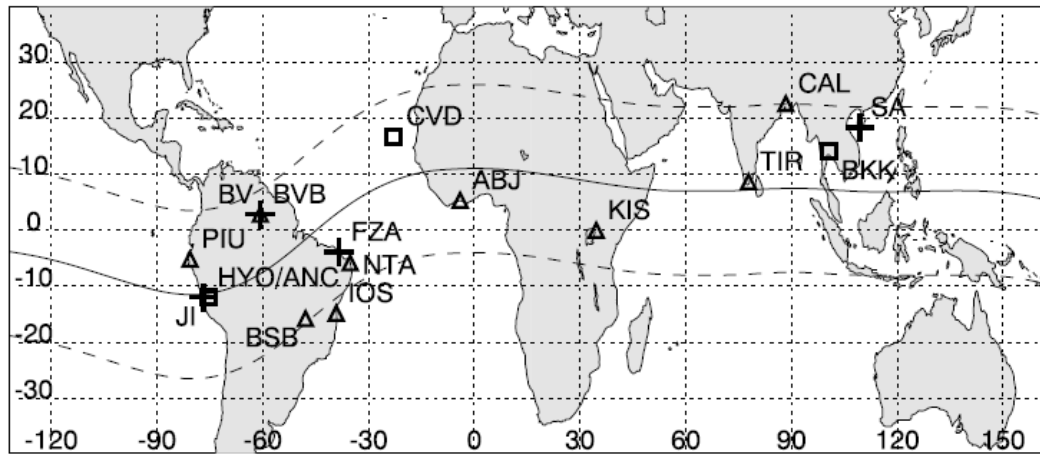 30
CAL
20
CVD
SA
10
BV BVB
ABJ
TIR
BKK
0
PIU
FZA
KIS
-10
HYO/ANC
NTA
JI
IOS
-20
BSB
-30
-120 -90 -60 -30 0 30 60 90 120 150